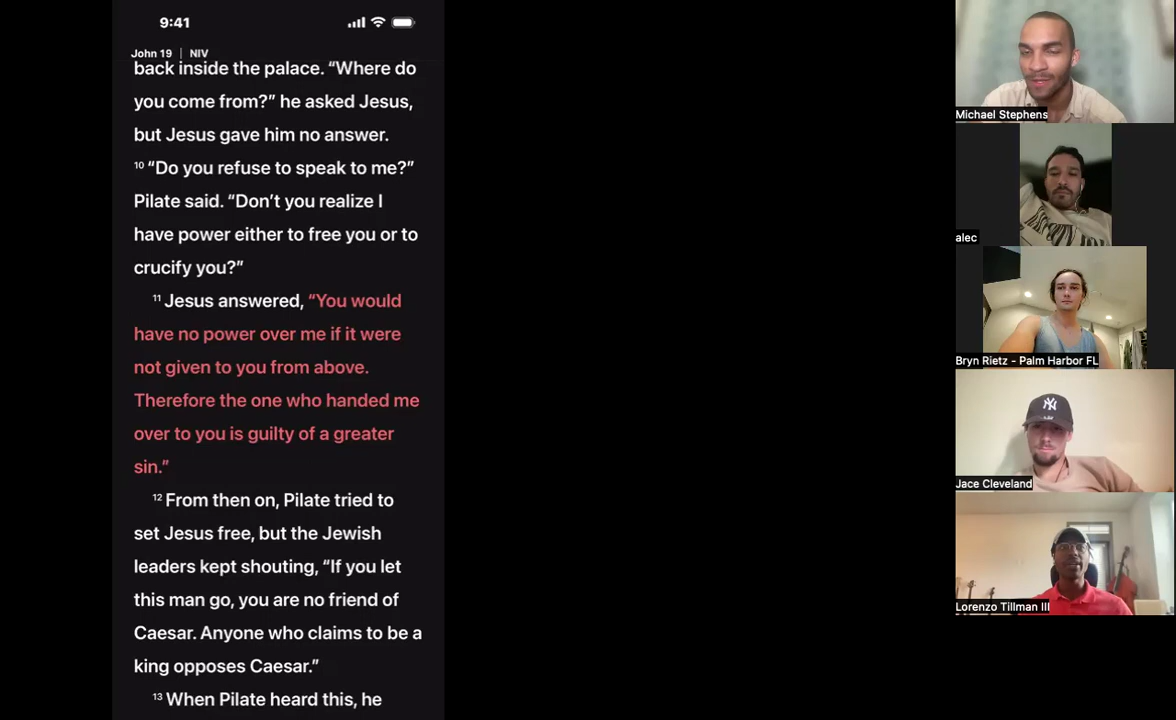 9:41
John 19 | NIV
back inside the palace. “Where do
you come from?” he asked Jesus,
but Jesus gave him no answer.
10 “Do you refuse to speak to me?”
Pilate said. “Don’t you realize I
have power either to free you or to
crucify you?”
11 Jesus answered, “You would
have no power over me if it were
not given to you from above.
Therefore the one who handed me
over to you is guilty of a greater
sin.”
12 From then on, Pilate tried to
set Jesus free, but the Jewish
leaders kept shouting, “If you let
this man go, you are no friend of
Caesar. Anyone who claims to be a
king opposes Caesar.”
13 When Pilate heard this, he
Michael Stephens
alec
Bryn Rietz - Palm Harbor FL
Jace Cleveland
Lorenzo Tillman III